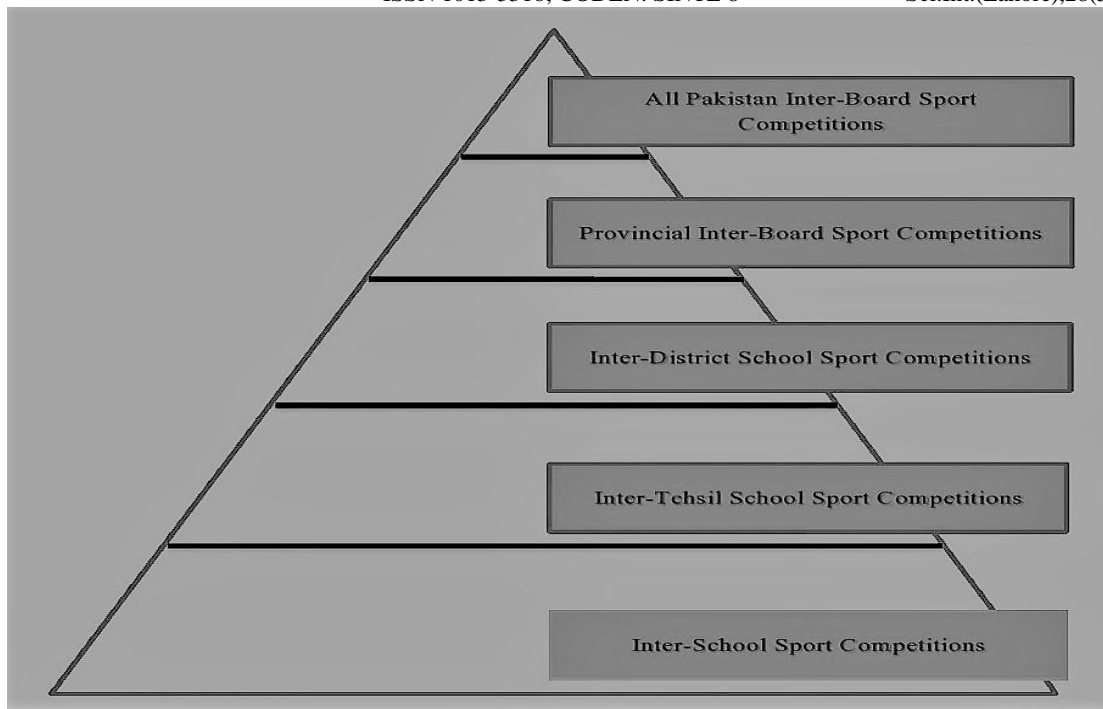 All Pakistan Inter-Board Sport
Competitions
Provincial Inter-Board Sport Competitions
Inter-District School Sport Competitions
Inter-Tehsil School Sport Competitions
Inter-School Sport Competitions